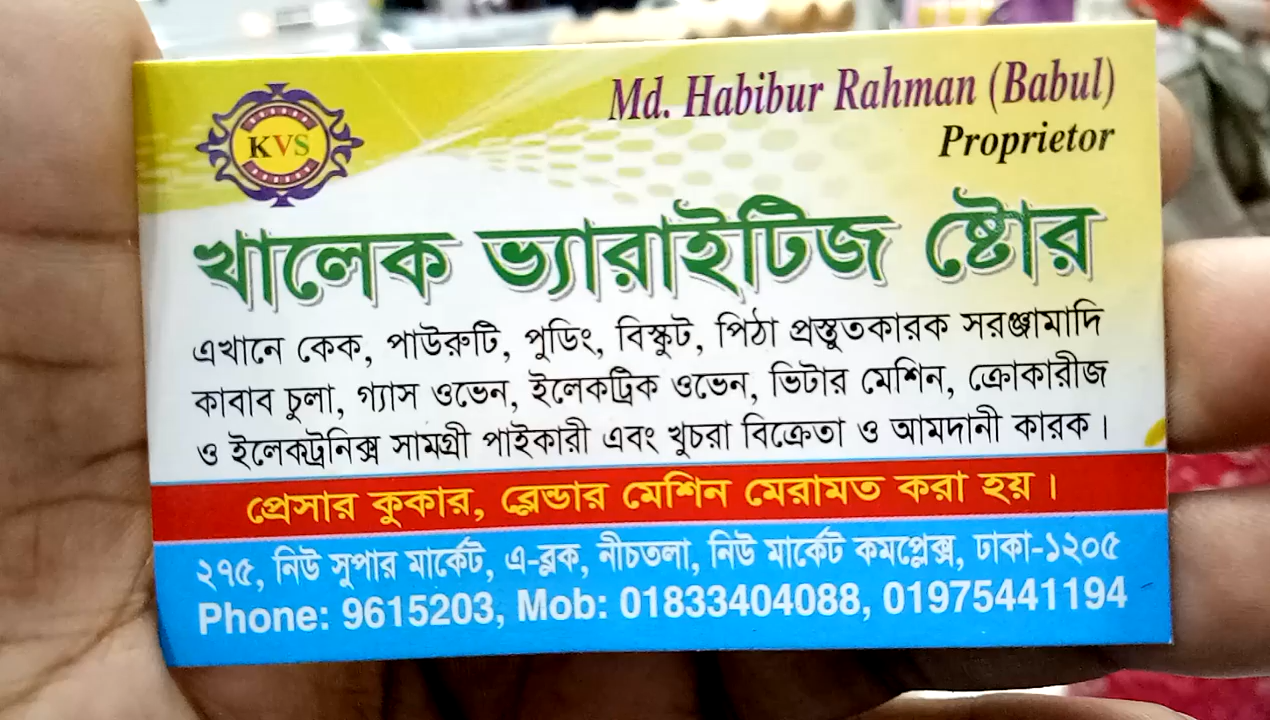 KVS
Md. Habibur Rahman (Babul)
Proprietor
খালেক ভ্যারাইটিজ ষ্টোর
এখানে কেক, পাউরুটি, পুডিং, বিস্কুট, পিঠা প্রস্তুতকারক সরঞ্জামাদি
কাবাব চুলা, গ্যাস ওভেন, ইলেকট্রিক ওভেন, ভিটার মেশিন, ক্রোকারীজ
ও ইলেকট্রনিক্স সামগ্রী পাইকারী এবং খুচরা বিক্রেতা ও আমদানী কারক।
প্রেসার কুকার, ব্লেন্ডার মেশিন মেরামত করা হয়।
২৭৫, নিউ সুপার মার্কেট, এ-ব্লক, নীচতলা, নিউ মার্কেট কমপ্লেক্স, ঢাকা-১২০৫
Phone: 9615203, Mob: 01833404088, 01975441194